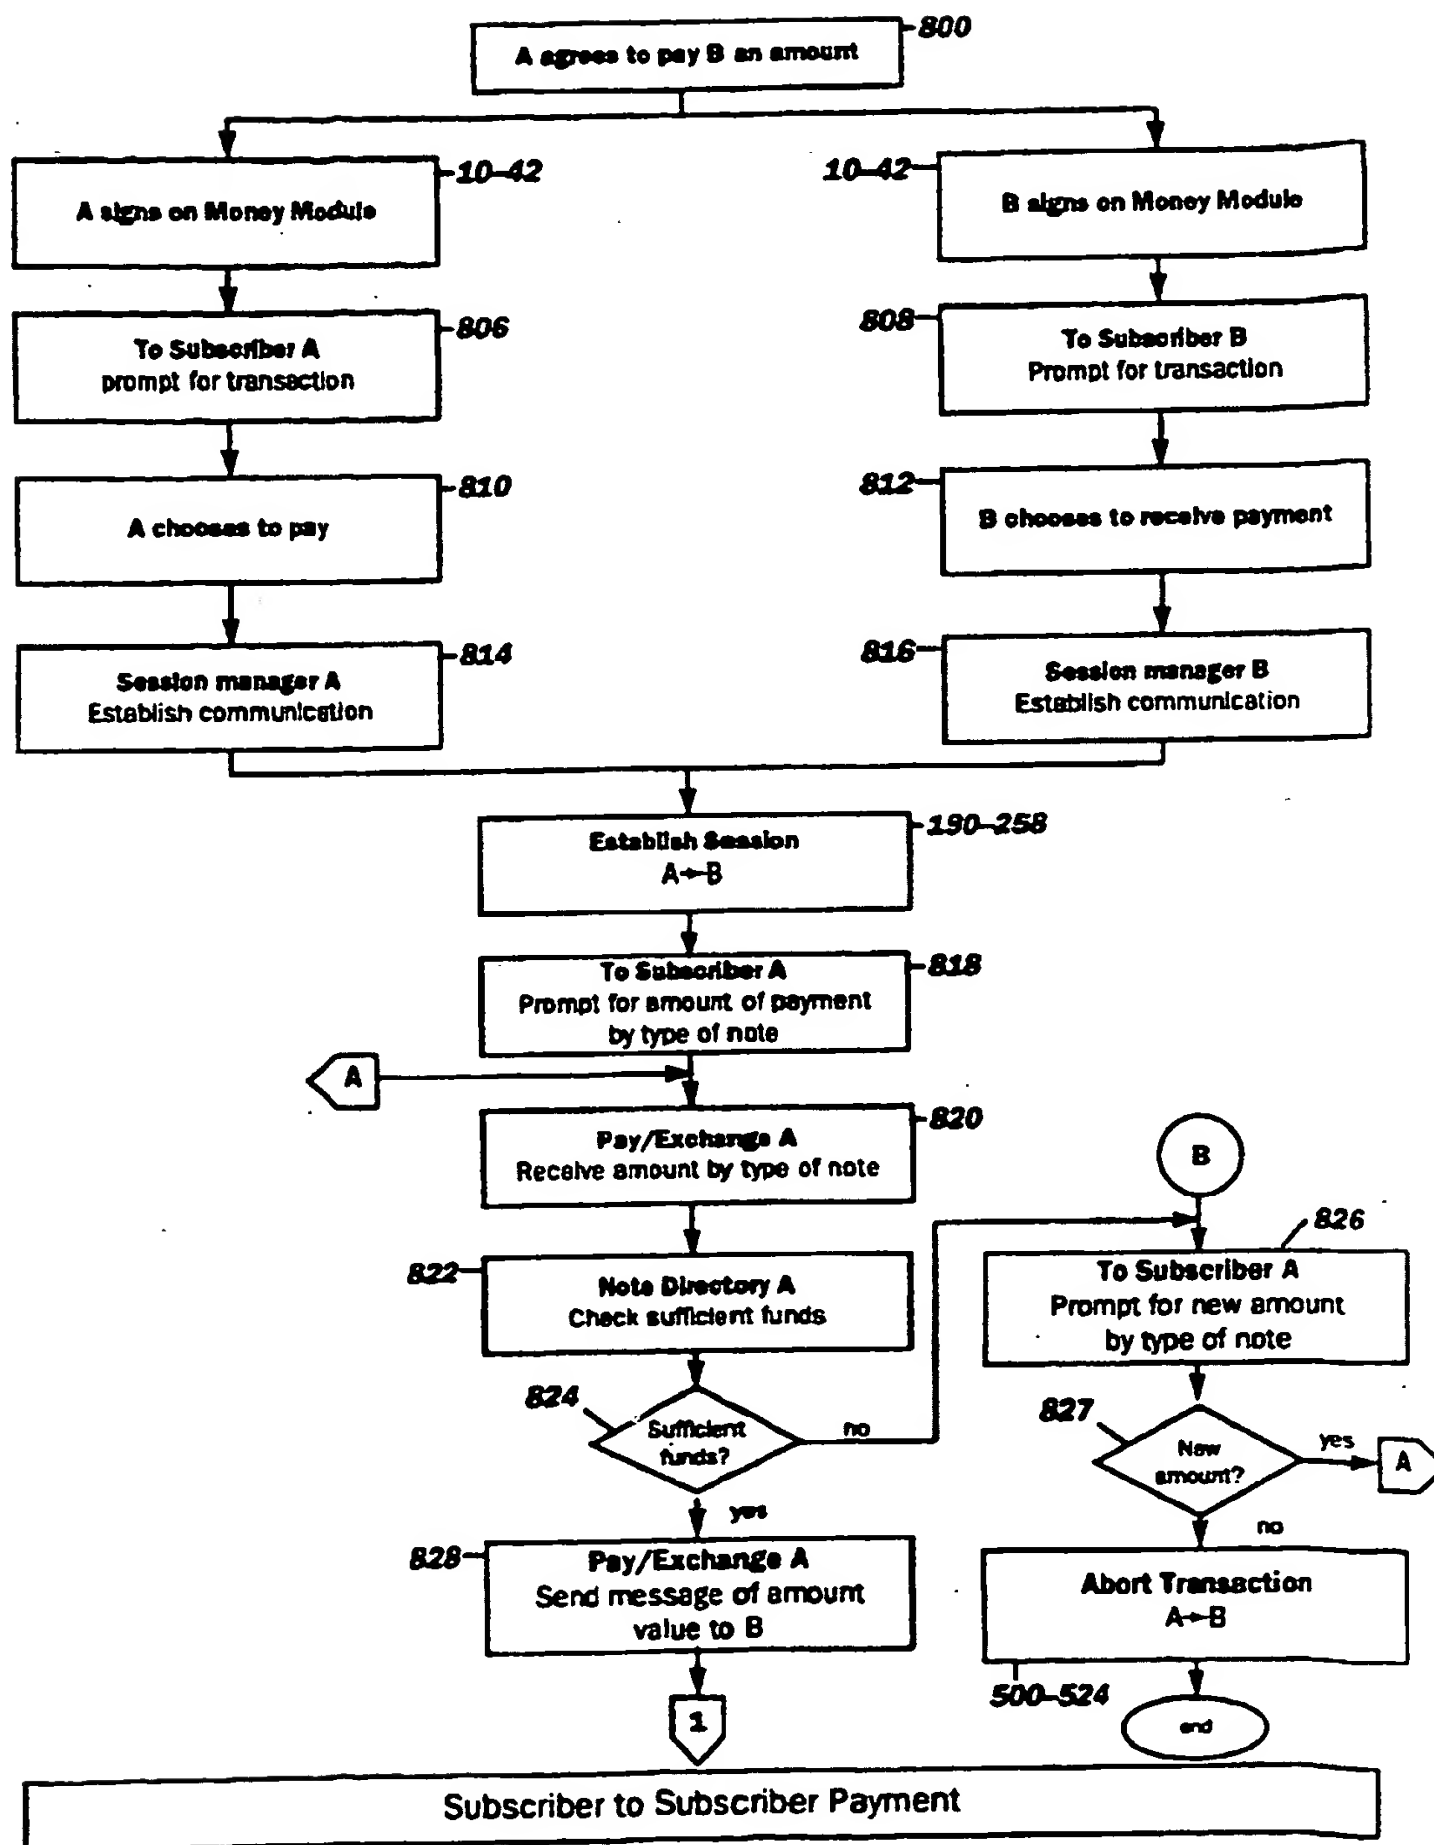 A agrees to pay B an amount
800
A signs on Money Module
10-42
10-42
B signs on Money Module
To Subscriber A
prompt for transaction
806
808
To Subscriber B
Prompt for transaction
A chooses to pay
810
812
B chooses to receive payment
Session manager A
Establish communication
814
816
Session manager B
Establish communication
Establish Session
A→B
190-258
To Subscriber A
Prompt for amount of payment
by type of note
818
A
Pay/Exchange A
Receive amount by type of note
820
B
822
Note Directory A
Check sufficient funds
826
To Subscriber A
Prompt for new amount
by type of note
824
Sufficient
funds?
no
yes
827
New
amount?
yes
A
no
828
Pay/Exchange A
Send message of amount
value to B
1
Abort Transaction
A→B
500-524
end
Subscriber to Subscriber Payment